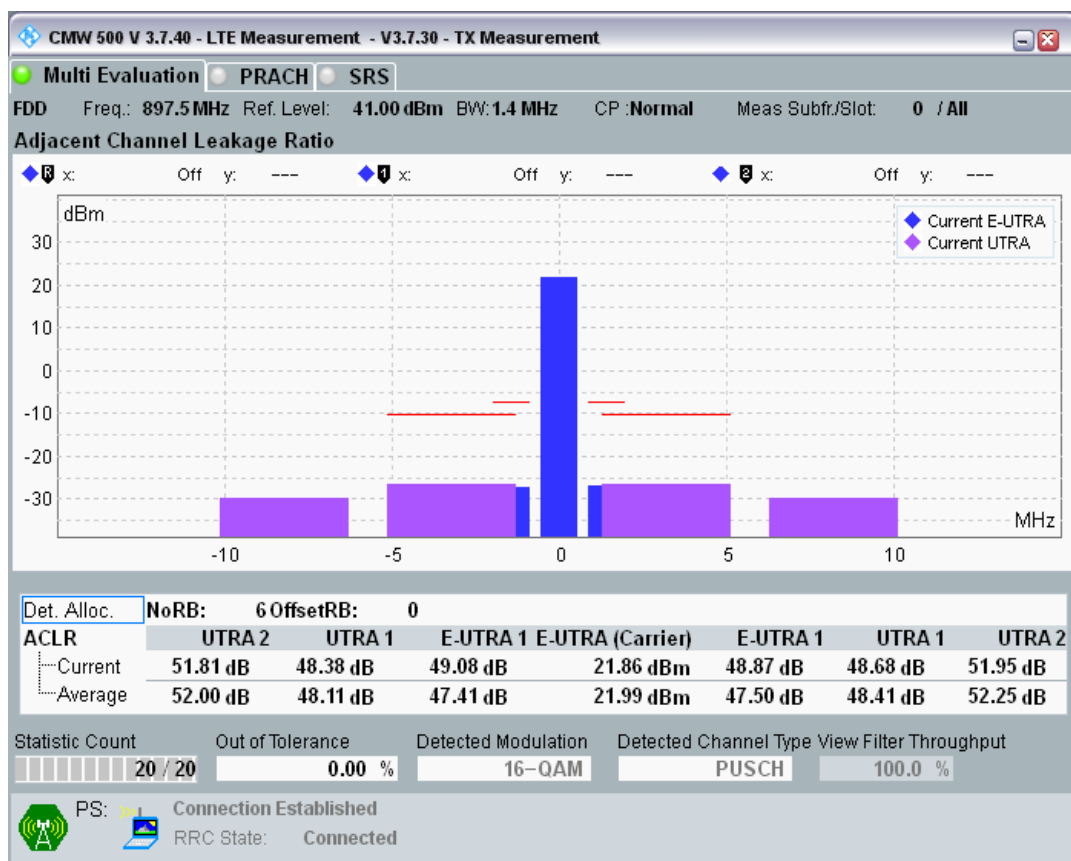 CMW 500 V 3.7.40 - LTE Measurement - V3.7.30 - TX Measurement
Multi Evaluation PRACH SRS
FDD Freq.: 897.5 MHz Ref. Level: 41.00 dBm BW: 1.4 MHz CP :Normal Meas Subfr./Slot: 0 / All
Adjacent Channel Leakage Ratio
R x: Off y: --- 1 x: Off y: --- 2 x: Off y: ---
dBm
Current E-UTRA
Current UTRA
30
20
10
0
-10
-20
-30
MHz
-10 -5 0 5 10
Det. Alloc. NoRB: 6 OffsetRB: 0
ACLR UTRA 2 UTRA 1 E-UTRA 1 E-UTRA (Carrier) E-UTRA 1 UTRA 1 UTRA 2
Current 51.81 dB 48.38 dB 49.08 dB 21.86 dBm 48.87 dB 48.68 dB 51.95 dB
Average 52.00 dB 48.11 dB 47.41 dB 21.99 dBm 47.50 dB 48.41 dB 52.25 dB
Statistic Count Out of Tolerance Detected Modulation Detected Channel Type View Filter Throughput
20 / 20 0.00 % 16-QAM PUSCH 100.0 %
PS: Connection Established
RRC State: Connected